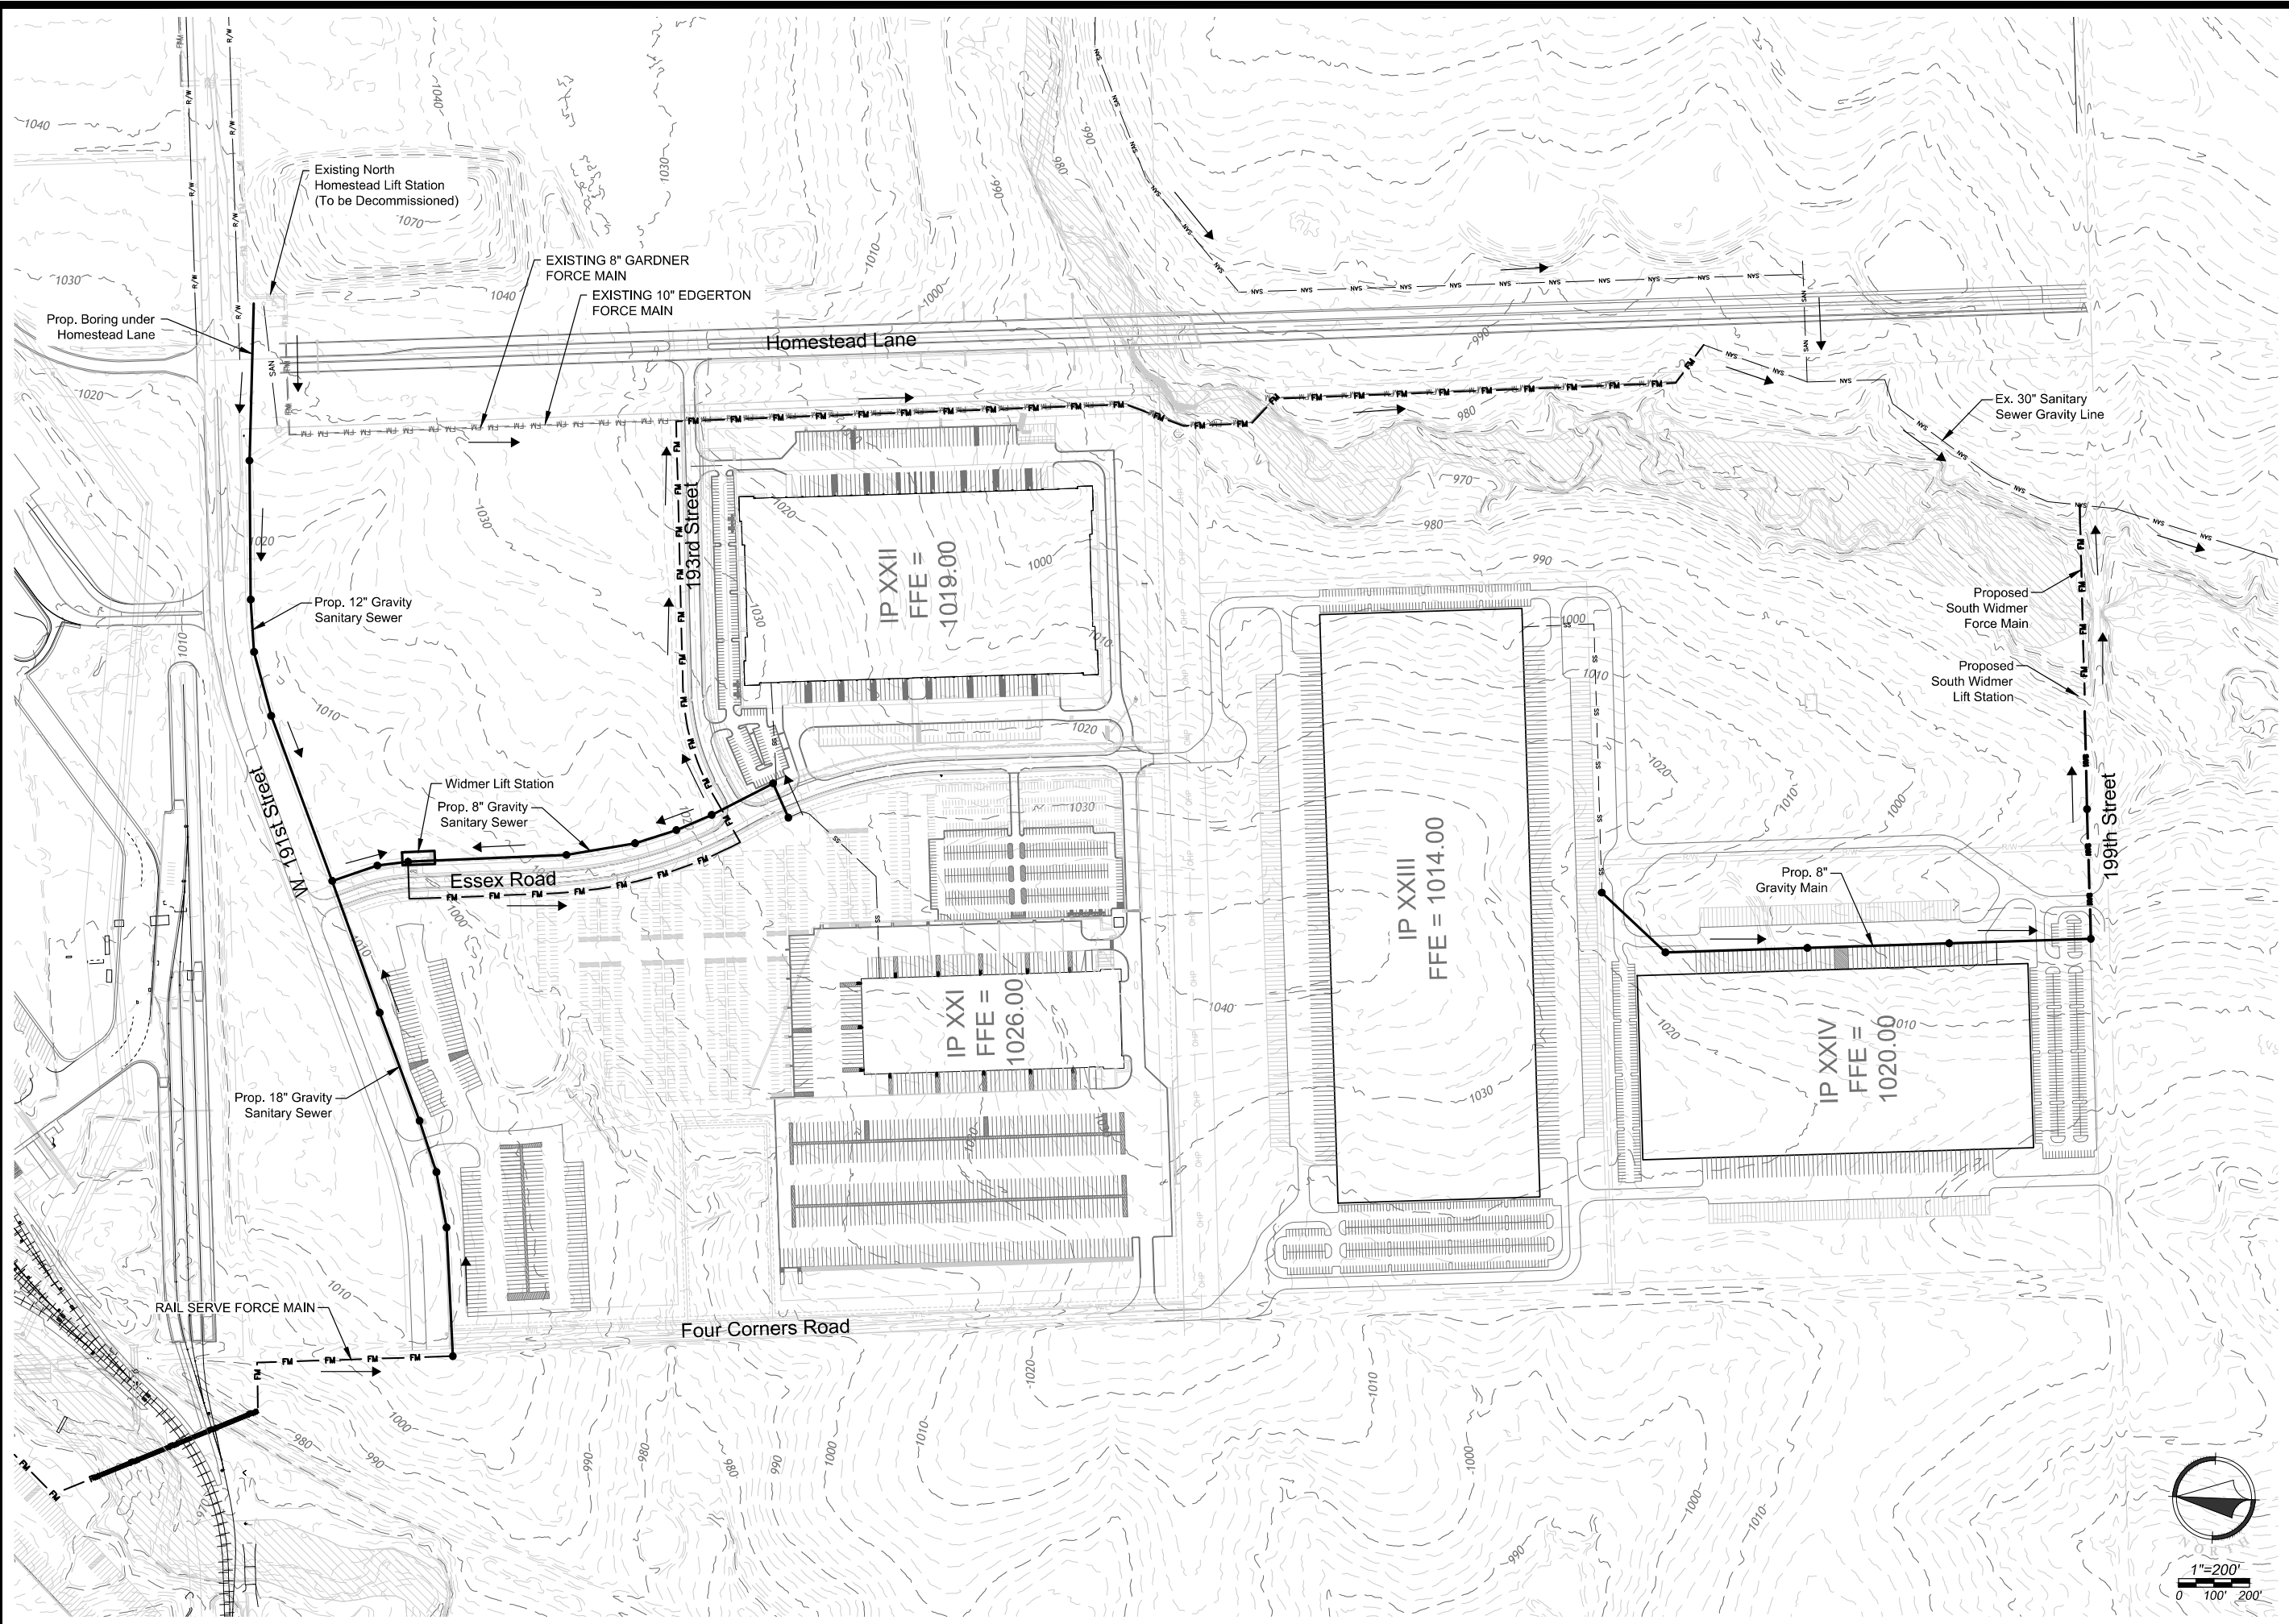 Existing North
Homestead Lift Station
(To be Decommissioned)
EXISTING 8" GARDNER
FORCE MAIN
EXISTING 10" EDGERTON
FORCE MAIN
Prop. Boring under
Homestead Lane
Homestead Lane
Ex. 30" Sanitary
Sewer Gravity Line
193rd Street
IP XXII
FFE =
1019.00
Prop. 12" Gravity
Sanitary Sewer
Proposed
South Widmer
Force Main
Proposed
South Widmer
Lift Station
W. 191st Street
Widmer Lift Station
Prop. 8" Gravity
Sanitary Sewer
Essex Road
199th Street
Prop. 8"
Gravity Main
IP XXIII
FFE = 1014.00
IP XXI
FFE =
1026.00
IP XXIV
FFE =
1020.00
Prop. 18" Gravity
Sanitary Sewer
RAIL SERVE FORCE MAIN
Four Corners Road
R/W
SAN
FM
SS
OHP
1040
1030
1020
1010
1000
990
980
970
1070
NORTH
1"=200'
0 100' 200'